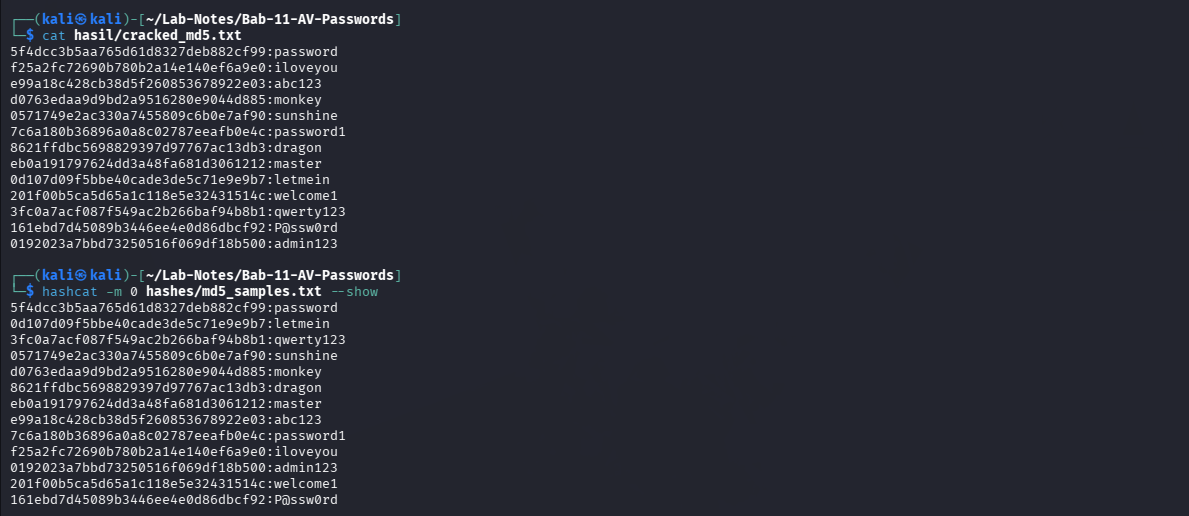 ┌──(kali㉿kali)-[~/Lab-Notes/Bab-11-AV-Passwords]
└─$ cat hasil/cracked_md5.txt
5f4dcc3b5aa765d61d8327deb882cf99:password
f25a2fc72690b780b2a14e140ef6a9e0:iloveyou
e99a18c428cb38d5f260853678922e03:abc123
d0763edaa9d9bd2a9516280e9044d885:monkey
0571749e2ac330a7455809c6b0e7af90:sunshine
7c6a180b36896a0a8c02787eeafb0e4c:password1
8621ffdbc5698829397d97767ac13db3:dragon
eb0a191797624dd3a48fa681d3061212:master
0d107d09f5bbe40cade3de5c71e9e9b7:letmein
201f00b5ca5d65a1c118e5e32431514c:welcome1
3fc0a7acf087f549ac2b266baf94b8b1:qwerty123
161ebd7d45089b3446ee4e0d86dbcf92:P@ssw0rd
0192023a7bbd73250516f069df18b500:admin123
┌──(kali㉿kali)-[~/Lab-Notes/Bab-11-AV-Passwords]
└─$ hashcat -m 0 hashes/md5_samples.txt --show
5f4dcc3b5aa765d61d8327deb882cf99:password
0d107d09f5bbe40cade3de5c71e9e9b7:letmein
3fc0a7acf087f549ac2b266baf94b8b1:qwerty123
0571749e2ac330a7455809c6b0e7af90:sunshine
d0763edaa9d9bd2a9516280e9044d885:monkey
8621ffdbc5698829397d97767ac13db3:dragon
eb0a191797624dd3a48fa681d3061212:master
e99a18c428cb38d5f260853678922e03:abc123
7c6a180b36896a0a8c02787eeafb0e4c:password1
f25a2fc72690b780b2a14e140ef6a9e0:iloveyou
0192023a7bbd73250516f069df18b500:admin123
201f00b5ca5d65a1c118e5e32431514c:welcome1
161ebd7d45089b3446ee4e0d86dbcf92:P@ssw0rd